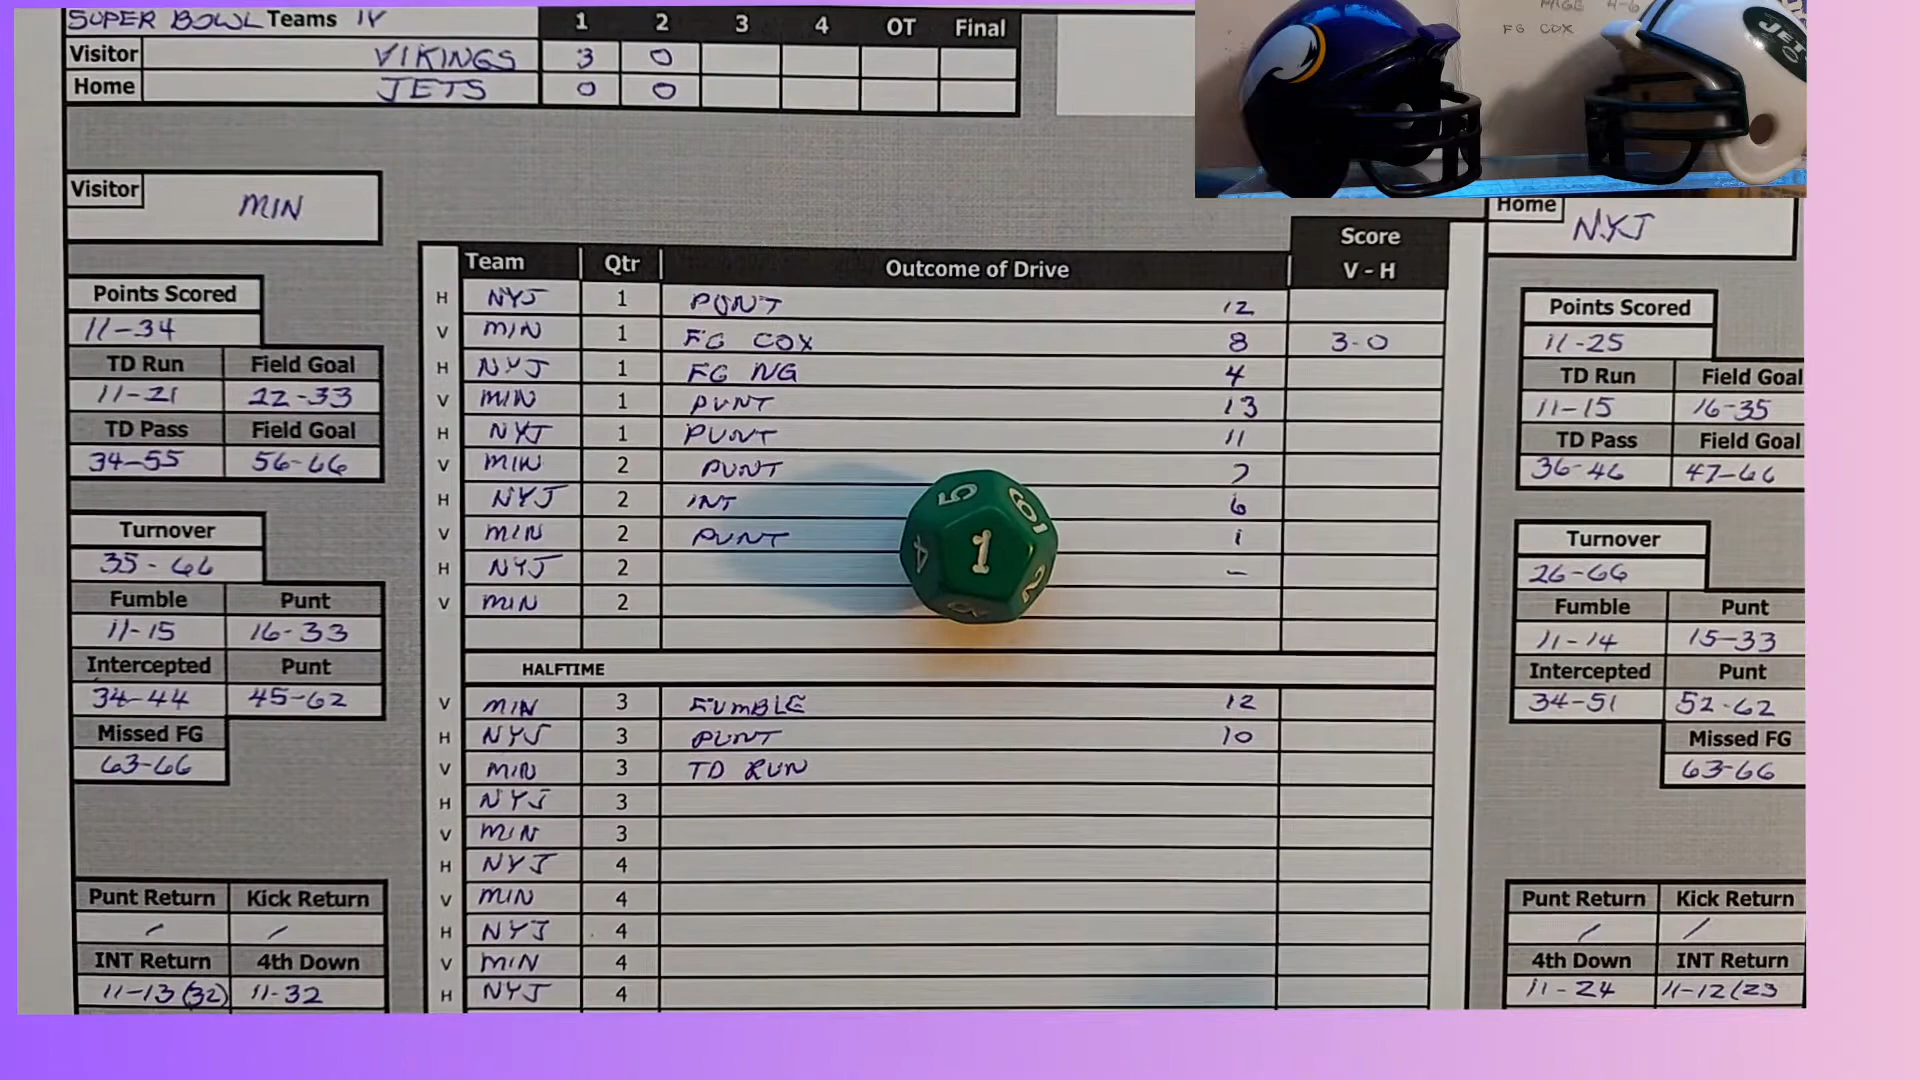 SUPER BOWL Teams IV 1 2 3 4 OT Final
Visitor VIKINGS 3 0
Home JETS 0 0
FG COX
JETS
Visitor MIN
Home NYJ
Points Scored
11-34
TD Run Field Goal
11-21 22-33
TD Pass Field Goal
34-55 56-66
Turnover
35-66
Fumble Punt
11-15 16-33
Intercepted Punt
34-44 45-62
Missed FG
63-66
Punt Return Kick Return
/ /
INT Return 4th Down
11-13 (32) 11-32
Team Qtr Outcome of Drive Score V - H
H NYJ 1 PUNT 12
V MIN 1 FG COX 8 3-0
H NYJ 1 FG NG 4
V MIN 1 PUNT 13
H NYJ 1 PUNT 11
V MIN 2 PUNT 7
H NYJ 2 INT 6
V MIN 2 PUNT 1
H NYJ 2 -
V MIN 2
HALFTIME
V MIN 3 FUMBLE 12
H NYJ 3 PUNT 10
V MIN 3 TD RUN
H NYJ 3
V MIN 3
H NYJ 4
V MIN 4
H NYJ 4
V MIN 4
H NYJ 4
5 1 4 2 3
Points Scored
11-25
TD Run Field Goal
11-15 16-35
TD Pass Field Goal
36-46 47-66
Turnover
26-66
Fumble Punt
11-14 15-33
Intercepted Punt
34-51 52-62
Missed FG
63-66
Punt Return Kick Return
/ /
4th Down INT Return
11-24 11-12(23